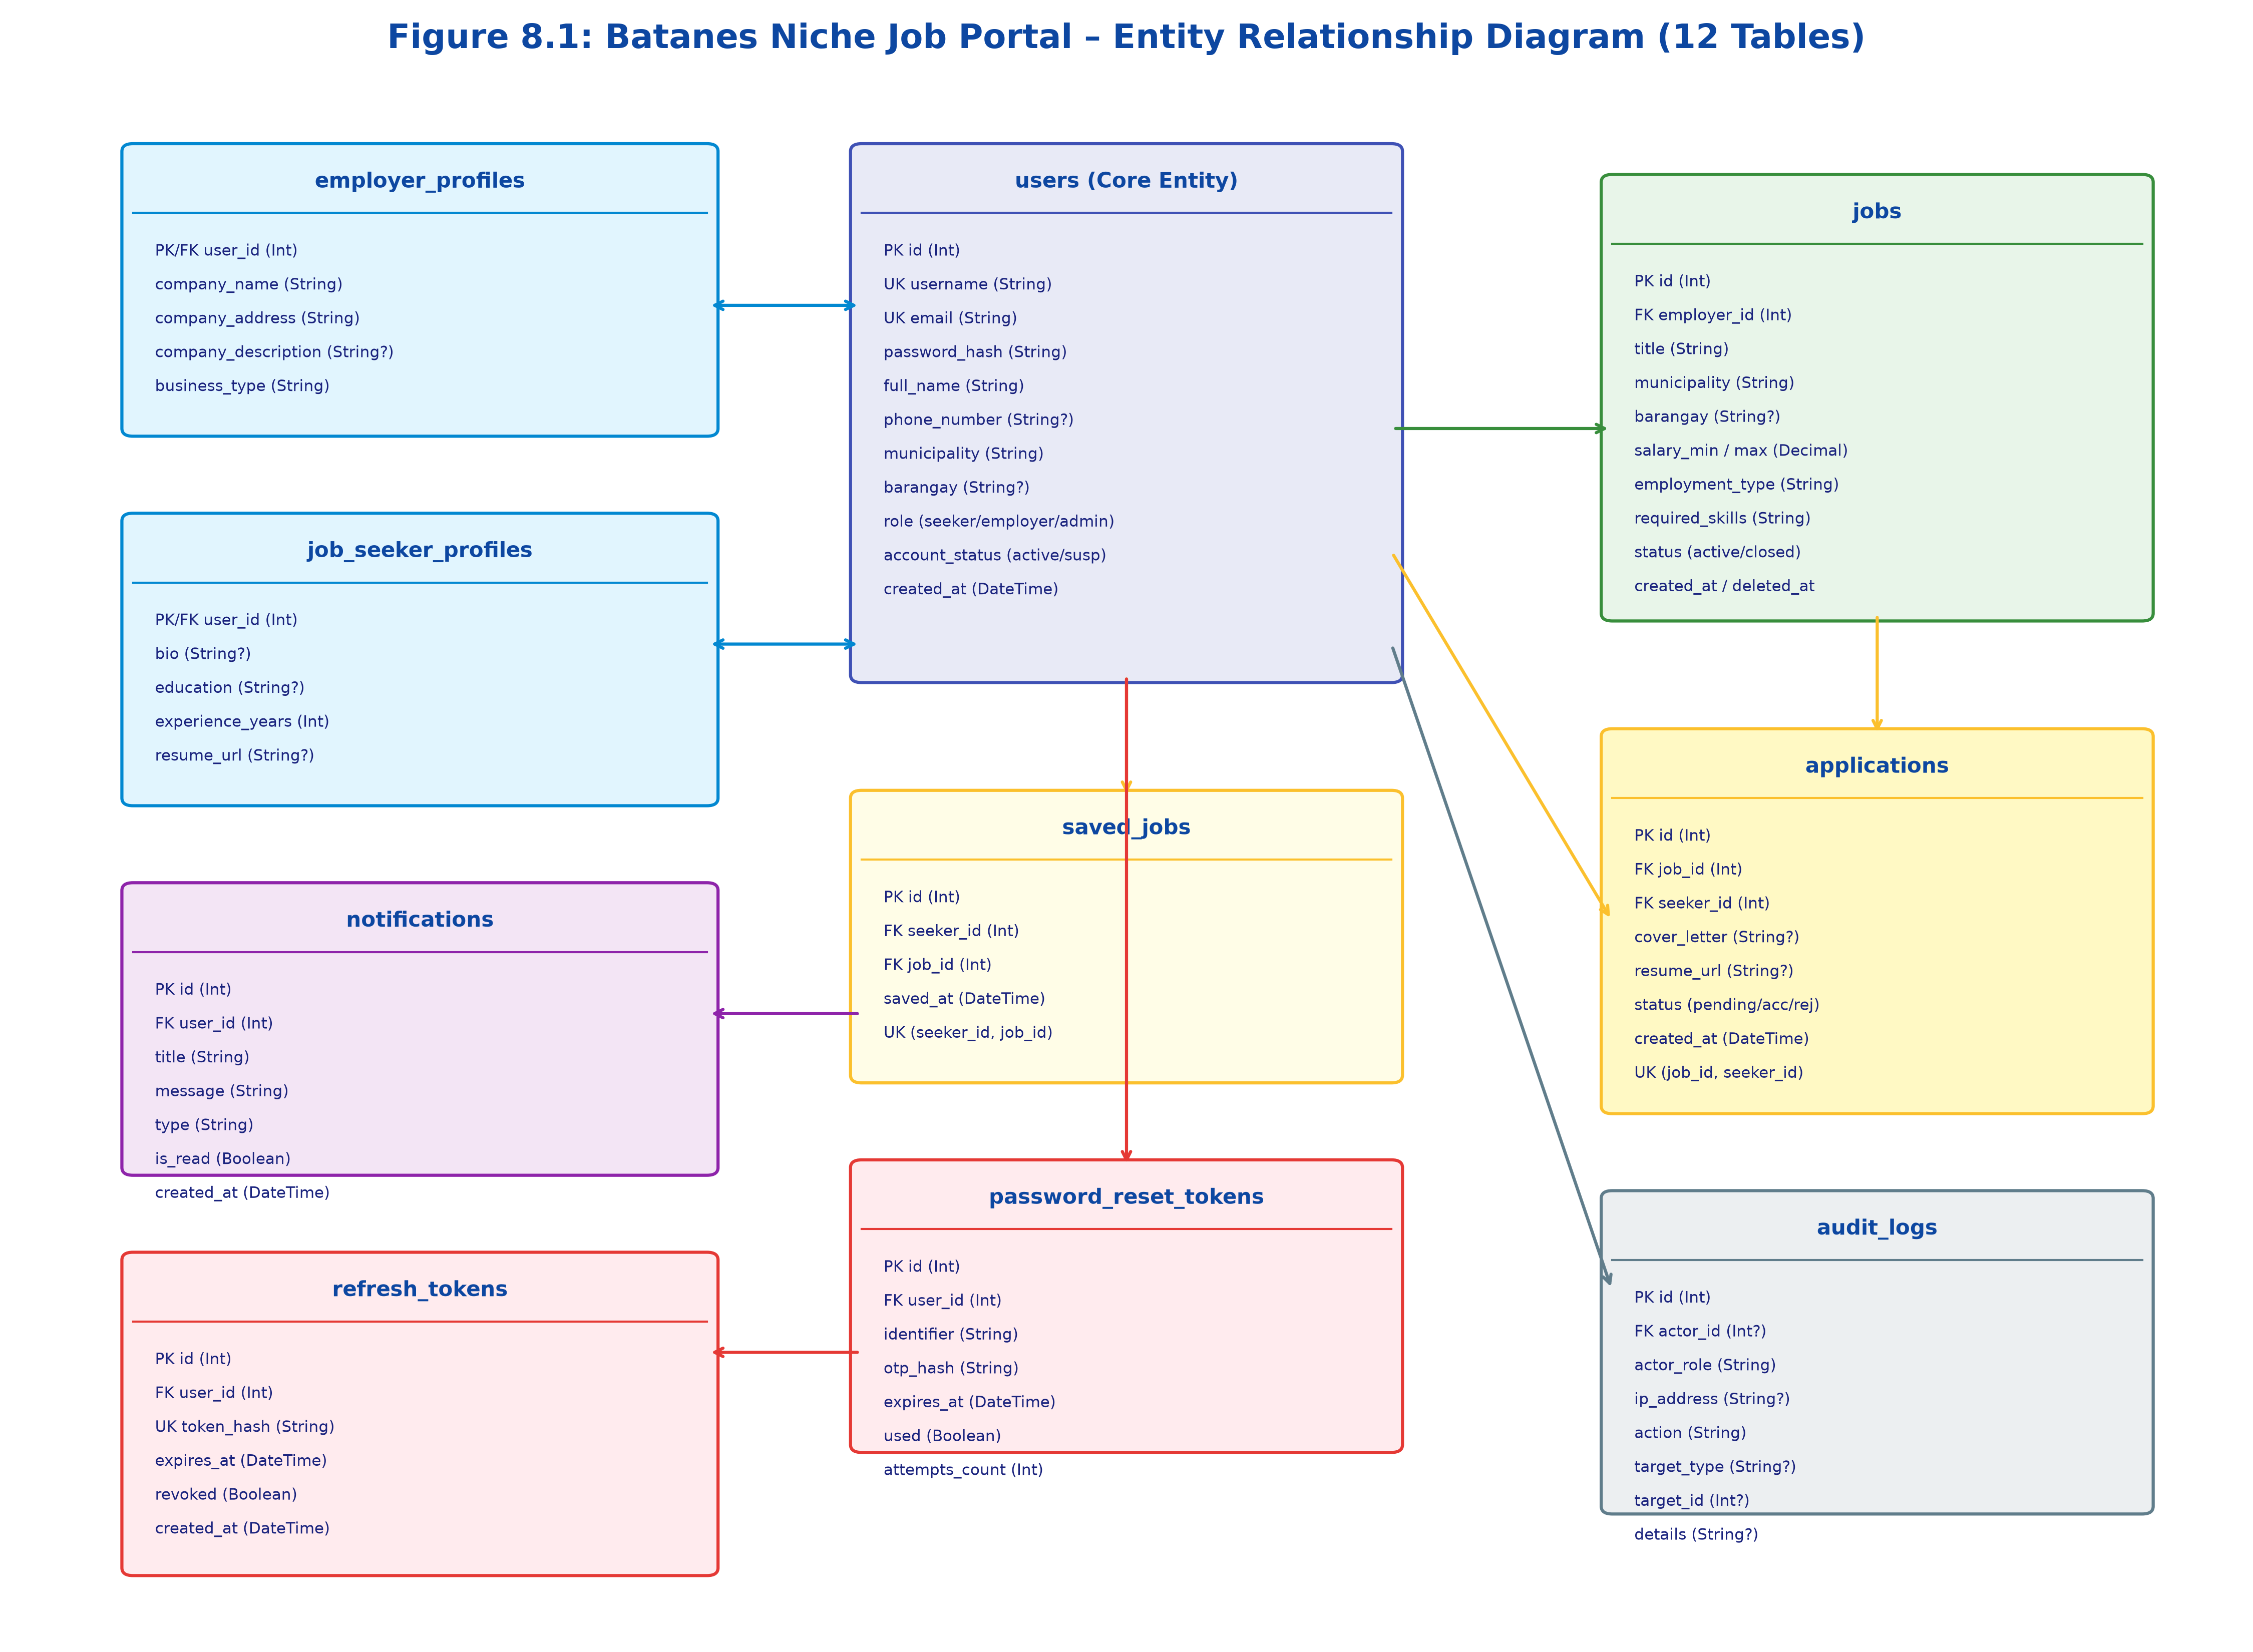 Figure 8.1: Batanes Niche Job Portal – Entity Relationship Diagram (12 Tables)
employer_profiles
PK/FK user_id (Int)
company_name (String)
company_address (String)
company_description (String?)
business_type (String)
users (Core Entity)
PK id (Int)
UK username (String)
UK email (String)
password_hash (String)
full_name (String)
phone_number (String?)
municipality (String)
barangay (String?)
role (seeker/employer/admin)
account_status (active/susp)
created_at (DateTime)
jobs
PK id (Int)
FK employer_id (Int)
title (String)
municipality (String)
barangay (String?)
salary_min / max (Decimal)
employment_type (String)
required_skills (String)
status (active/closed)
created_at / deleted_at
job_seeker_profiles
PK/FK user_id (Int)
bio (String?)
education (String?)
experience_years (Int)
resume_url (String?)
saved_jobs
PK id (Int)
FK seeker_id (Int)
FK job_id (Int)
saved_at (DateTime)
UK (seeker_id, job_id)
applications
PK id (Int)
FK job_id (Int)
FK seeker_id (Int)
cover_letter (String?)
resume_url (String?)
status (pending/acc/rej)
created_at (DateTime)
UK (job_id, seeker_id)
notifications
PK id (Int)
FK user_id (Int)
title (String)
message (String)
type (String)
is_read (Boolean)
created_at (DateTime)
password_reset_tokens
PK id (Int)
FK user_id (Int)
identifier (String)
otp_hash (String)
expires_at (DateTime)
used (Boolean)
attempts_count (Int)
audit_logs
PK id (Int)
FK actor_id (Int?)
actor_role (String)
ip_address (String?)
action (String)
target_type (String?)
target_id (Int?)
details (String?)
refresh_tokens
PK id (Int)
FK user_id (Int)
UK token_hash (String)
expires_at (DateTime)
revoked (Boolean)
created_at (DateTime)